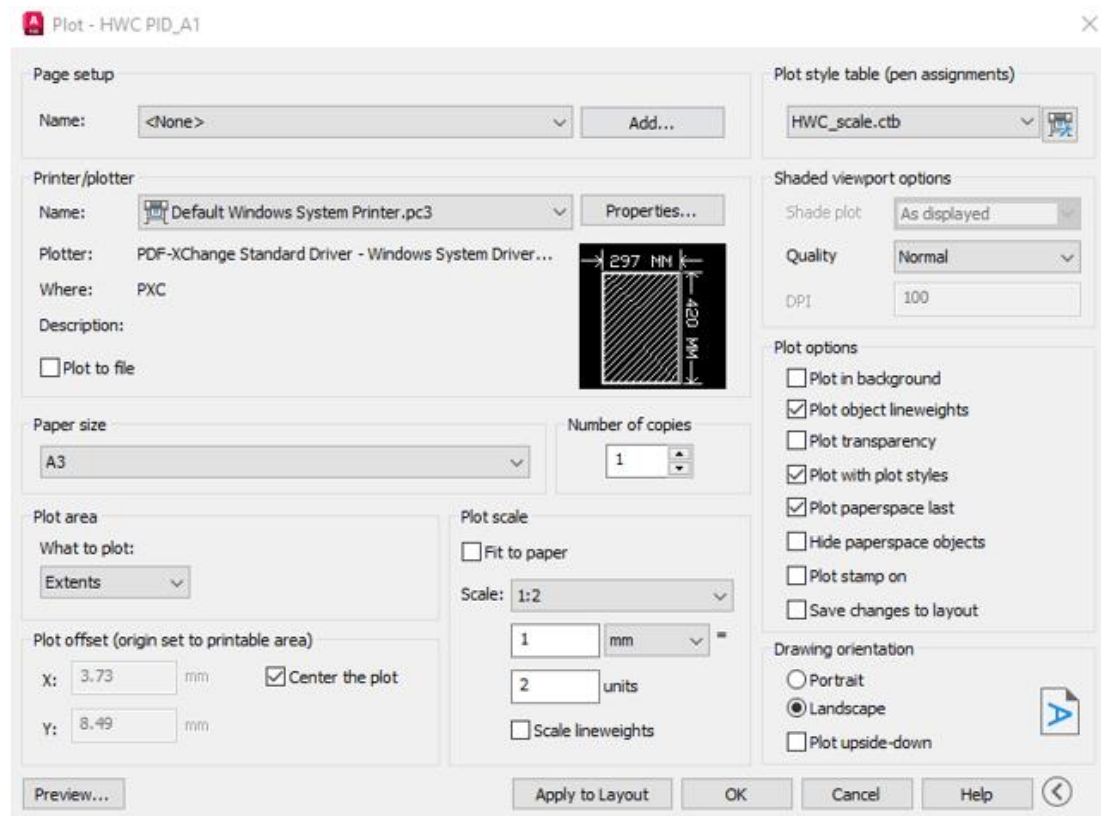 Plot - HWC PID_A1
Page setup
Name: <None> Add...
Plot style table (pen assignments)
HWC_scale.ctb
Printer/plotter
Name: Default Windows System Printer.pc3 Properties...
Plotter: PDF-XChange Standard Driver - Windows System Driver...
Where: PXC
Description:
Plot to file
297 MM
420 MM
Shaded viewport options
Shade plot As displayed
Quality Normal
DPI 100
Paper size
A3
Number of copies
1
Plot options
Plot in background
Plot object lineweights
Plot transparency
Plot with plot styles
Plot paperspace last
Hide paperspace objects
Plot stamp on
Save changes to layout
Plot area
What to plot:
Extents
Plot scale
Fit to paper
Scale: 1:2
1 mm =
2 units
Scale lineweights
Plot offset (origin set to printable area)
X: 3.73 mm Center the plot
Y: 8.49 mm
Drawing orientation
Portrait
Landscape
Plot upside-down
A
Preview... Apply to Layout OK Cancel Help